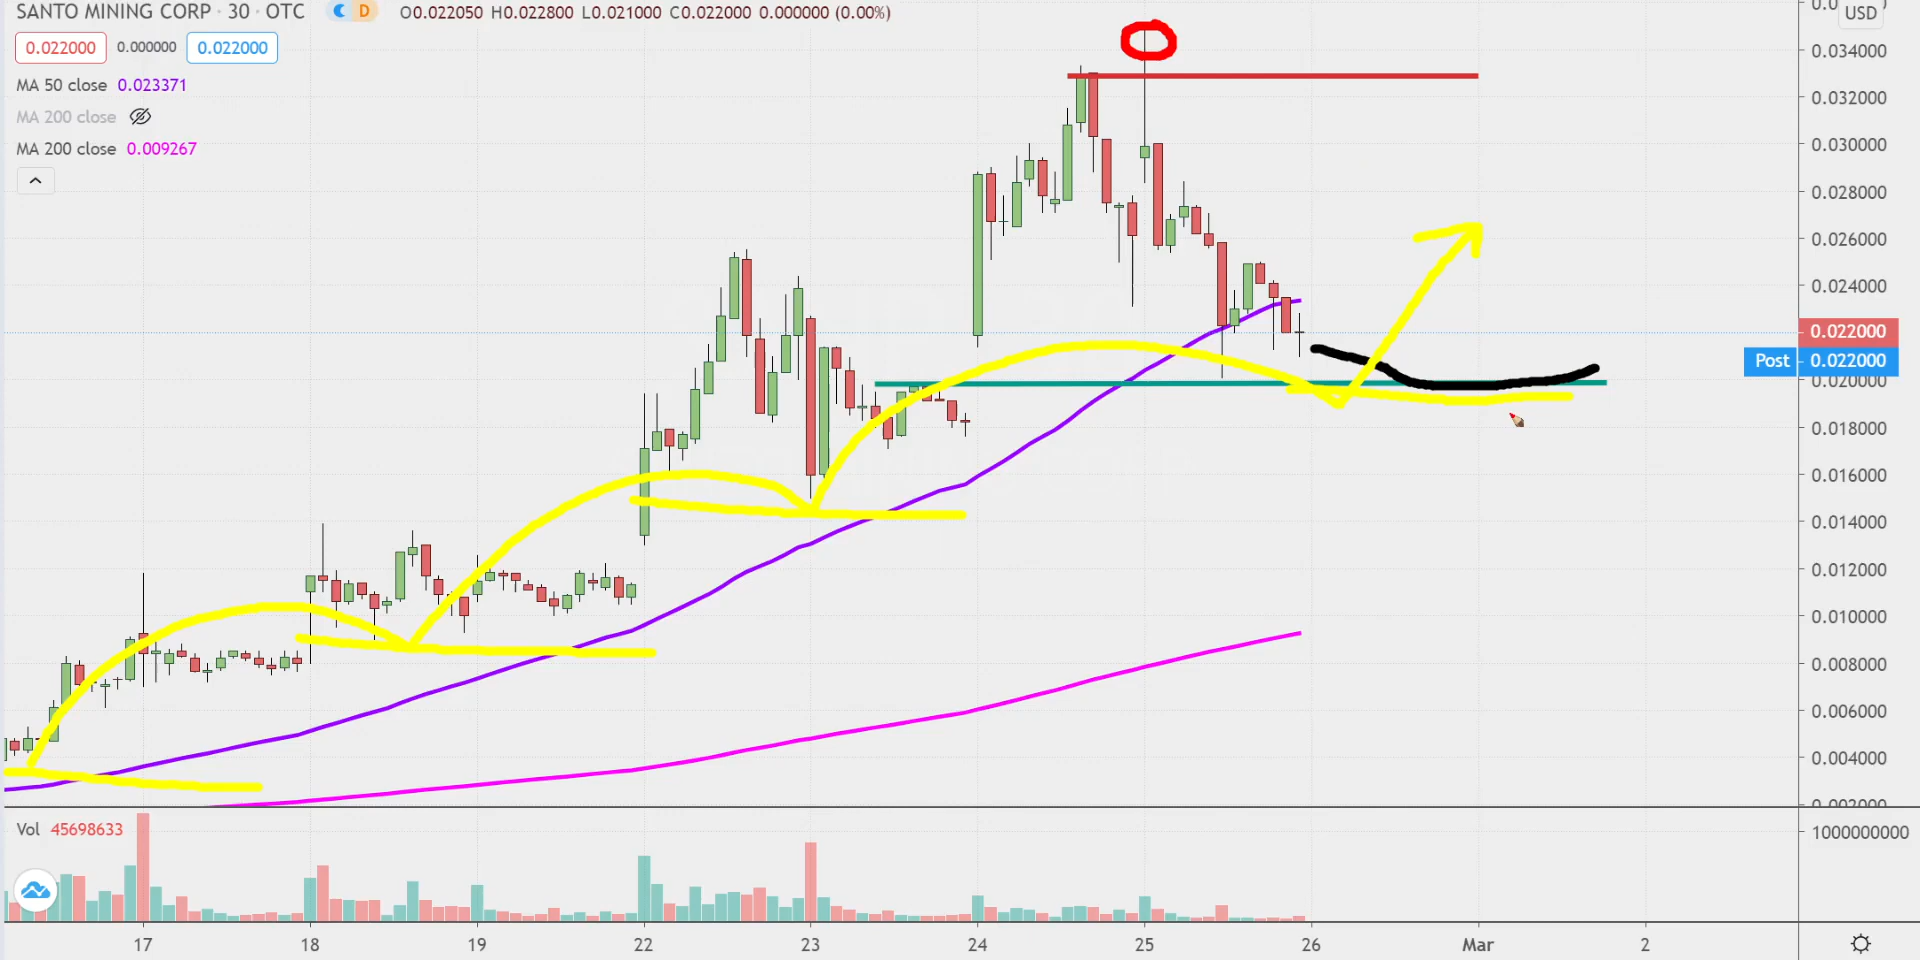 SANTO MINING CORP · 30 · OTC D O0.022050 H0.022800 L0.021000 C0.022000 0.000000 (0.00%)
USD
0.022000 0.000000 0.022000
MA 50 close 0.023371
MA 200 close
MA 200 close 0.009267
0.034000
0.032000
0.030000
0.028000
0.026000
0.024000
0.022000
Post 0.022000
0.020000
0.018000
0.016000
0.014000
0.012000
0.010000
0.008000
0.006000
0.004000
0.002000
Vol 45698633
1000000000
17 18 19 22 23 24 25 26 Mar 2